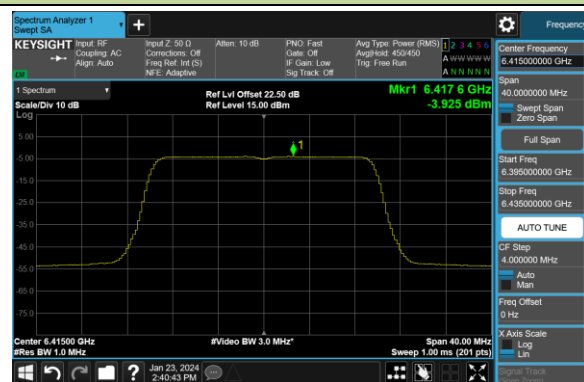 Spectrum Analyzer 1
Swept SA
Frequency
KEYSIGHT
Input: RF
Coupling: AC
Align: Auto
Input Z: 50 Ω
Corrections: Off
Freq Ref: Int (S)
NFE: Adaptive
Atten: 10 dB
PNO: Fast
Gate: Off
IF Gain: Low
Sig Track: Off
Avg Type: Power (RMS)
Avg|Hold: 450/450
Trig: Free Run
1 2 3 4 5 6
A W W W W W
A N N N N N
LW
1 Spectrum
Scale/Div 10 dB
Log
Ref Lvl Offset 22.50 dB
Ref Level 15.00 dBm
Mkr1 6.417 6 GHz
-3.925 dBm
1
5.00
-5.00
-15.0
-25.0
-35.0
-45.0
-55.0
-65.0
-75.0
Center 6.41500 GHz
#Res BW 1.0 MHz
#Video BW 3.0 MHz*
Span 40.00 MHz
Sweep 1.00 ms (201 pts)
Jan 23, 2024
2:40:43 PM
Center Frequency
6.415000000 GHz
Span
40.0000000 MHz
Swept Span
Zero Span
Full Span
Start Freq
6.395000000 GHz
Stop Freq
6.435000000 GHz
AUTO TUNE
CF Step
4.000000 MHz
Auto
Man
Freq Offset
0 Hz
X Axis Scale
Log
Lin
Signal Track